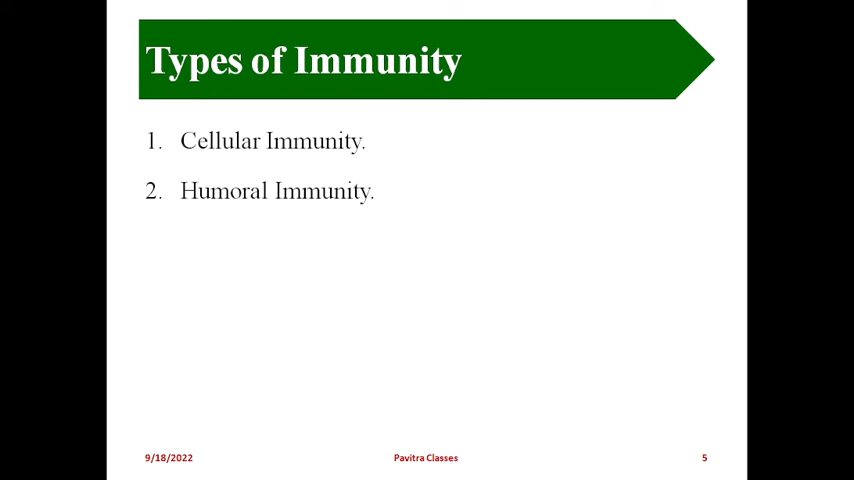 Types of Immunity
1. Cellular Immunity.
2. Humoral Immunity.
9/18/2022 Pavitra Classes 5